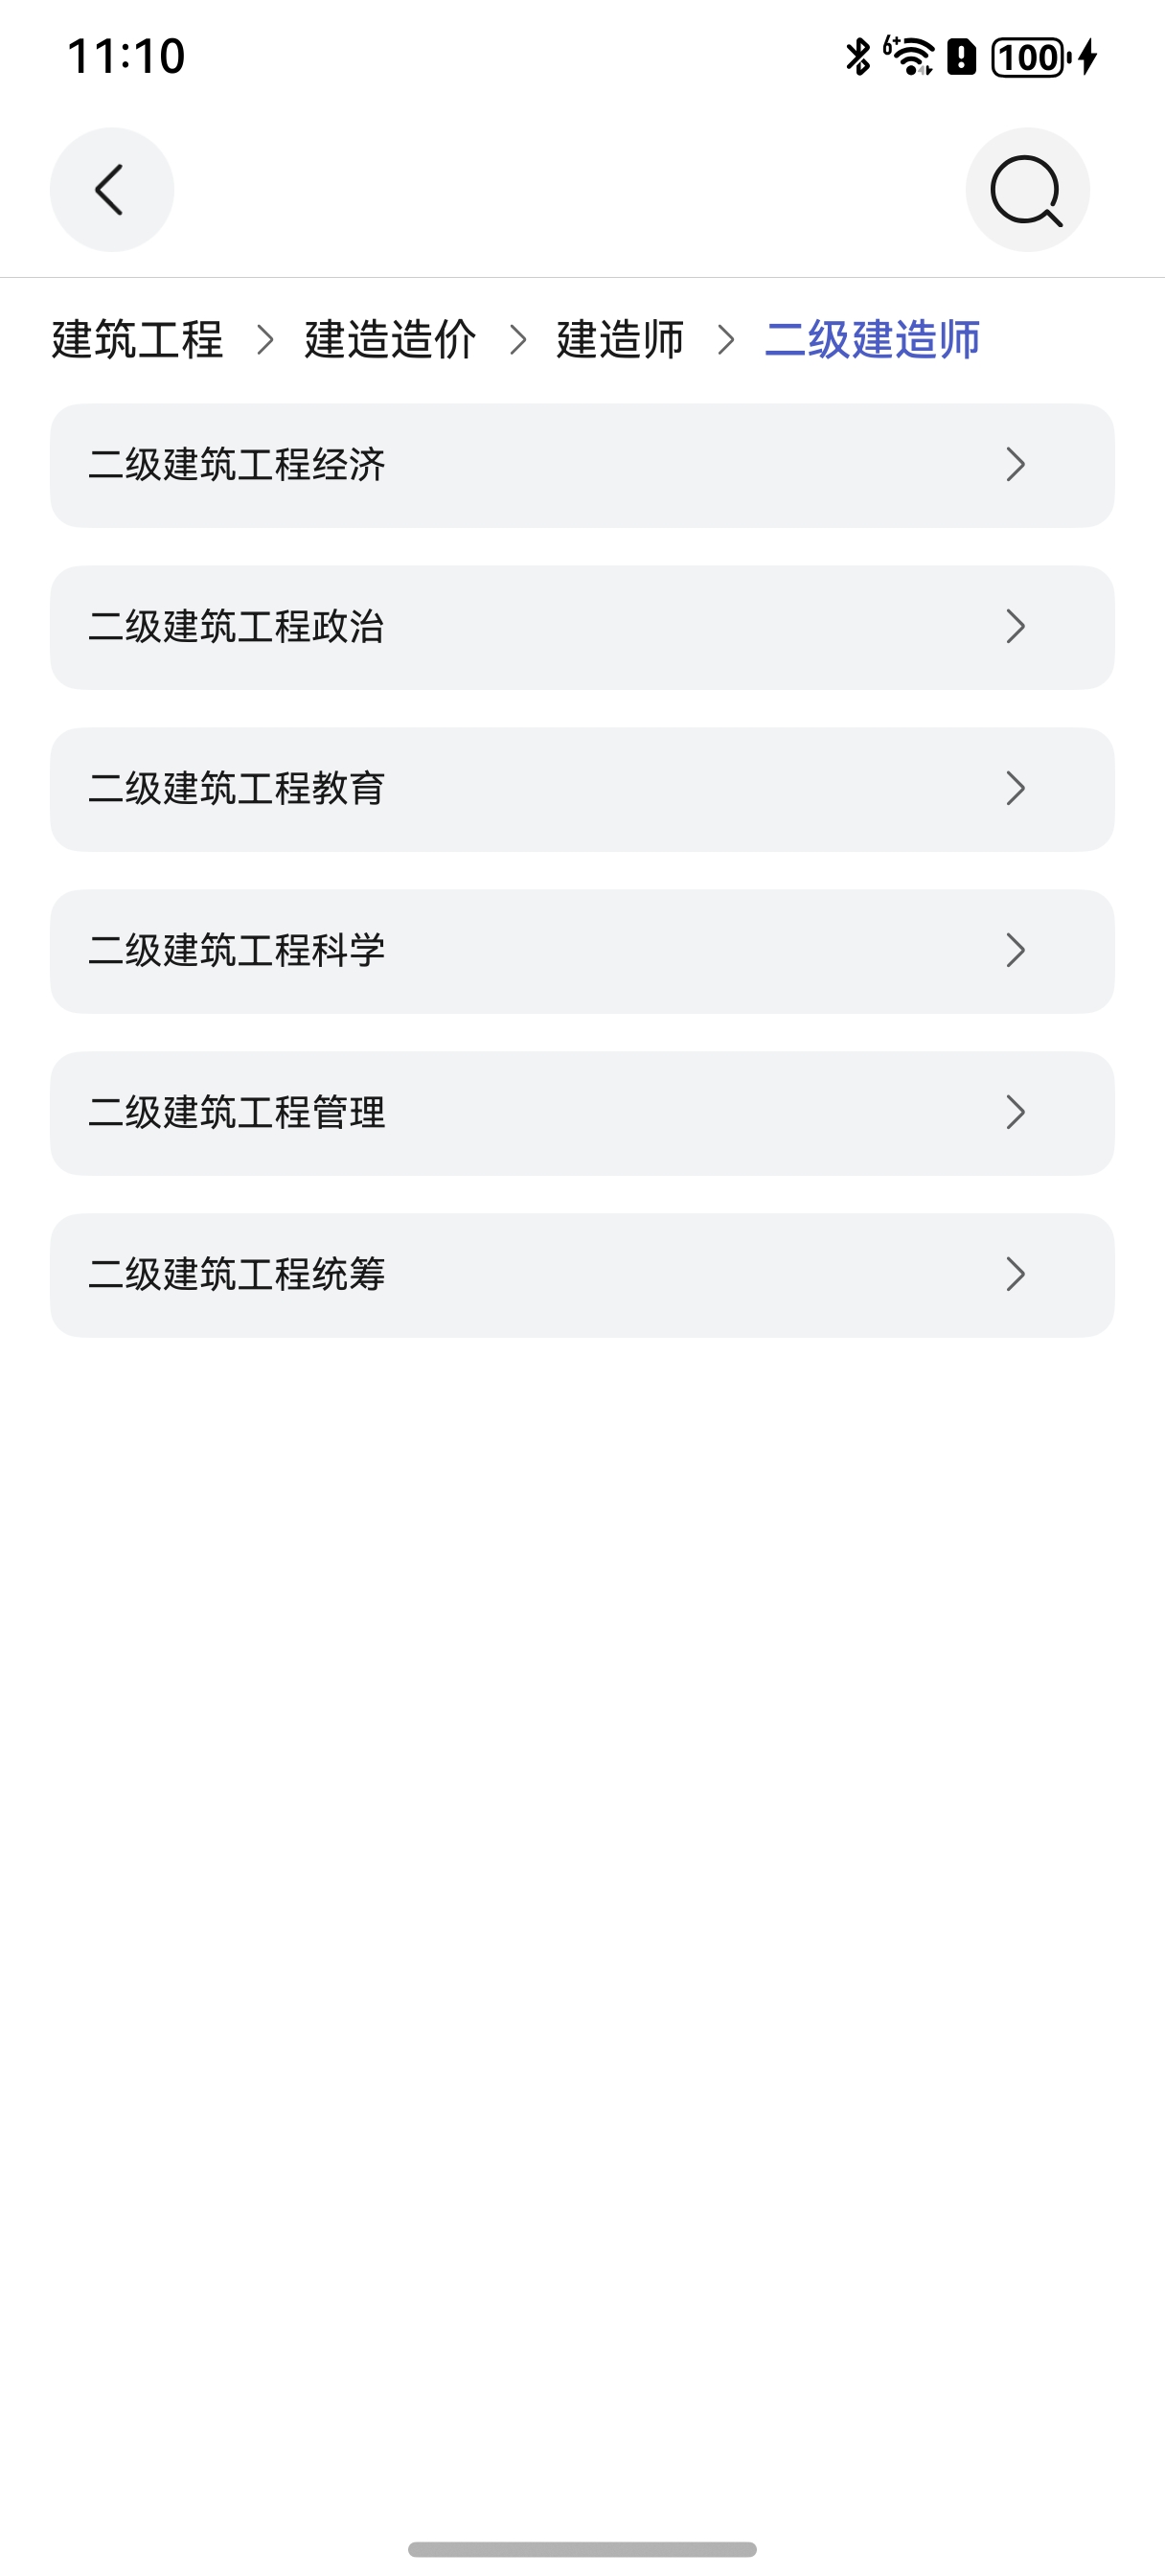 11:10
6+
100
建筑工程 > 建造造价 > 建造师 > 二级建造师
二级建筑工程经济
二级建筑工程政治
二级建筑工程教育
二级建筑工程科学
二级建筑工程管理
二级建筑工程统筹